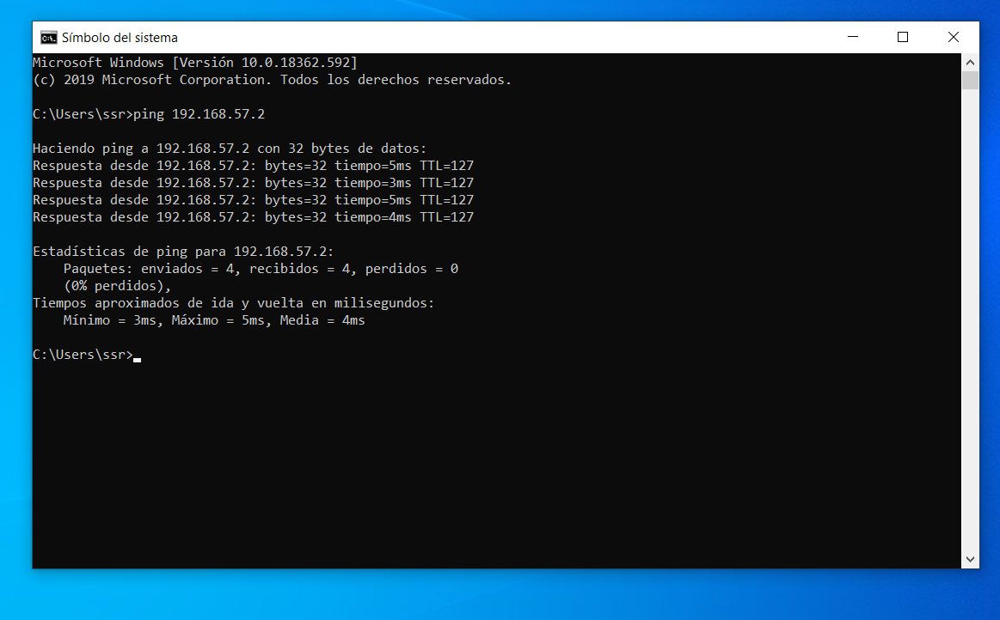 Símbolo del sistema
Microsoft Windows [Versión 10.0.18362.592]
(c) 2019 Microsoft Corporation. Todos los derechos reservados.
C:\Users\ssr>ping 192.168.57.2
Haciendo ping a 192.168.57.2 con 32 bytes de datos:
Respuesta desde 192.168.57.2: bytes=32 tiempo=5ms TTL=127
Respuesta desde 192.168.57.2: bytes=32 tiempo=3ms TTL=127
Respuesta desde 192.168.57.2: bytes=32 tiempo=5ms TTL=127
Respuesta desde 192.168.57.2: bytes=32 tiempo=4ms TTL=127
Estadísticas de ping para 192.168.57.2:
    Paquetes: enviados = 4, recibidos = 4, perdidos = 0
    (0% perdidos),
Tiempos aproximados de ida y vuelta en milisegundos:
    Mínimo = 3ms, Máximo = 5ms, Media = 4ms
C:\Users\ssr>